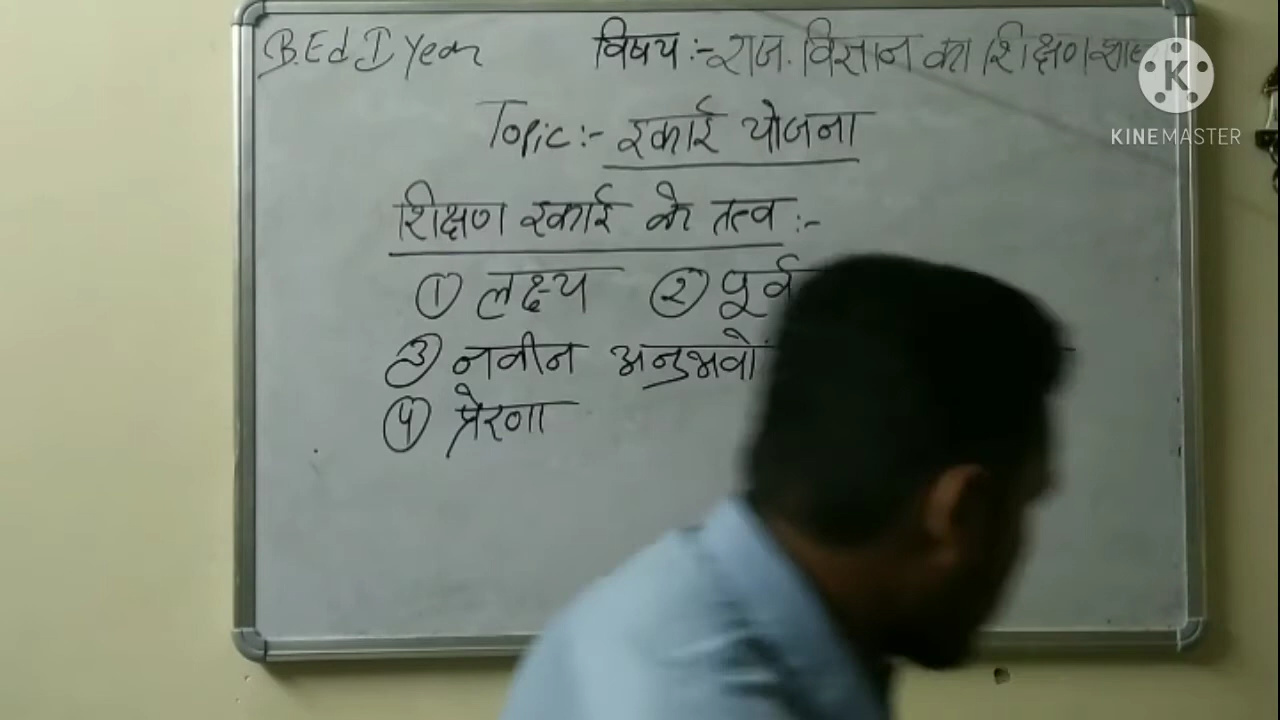 B.Ed I Year विषय :- राज. विज्ञान का शिक्षण
KINEMASTER
Topic :- इकाई योजना
शिक्षण इकाई के तत्व :-
① लक्ष्य ② पूर्व
③ नवीन अनुभवों
④ प्रेरणा